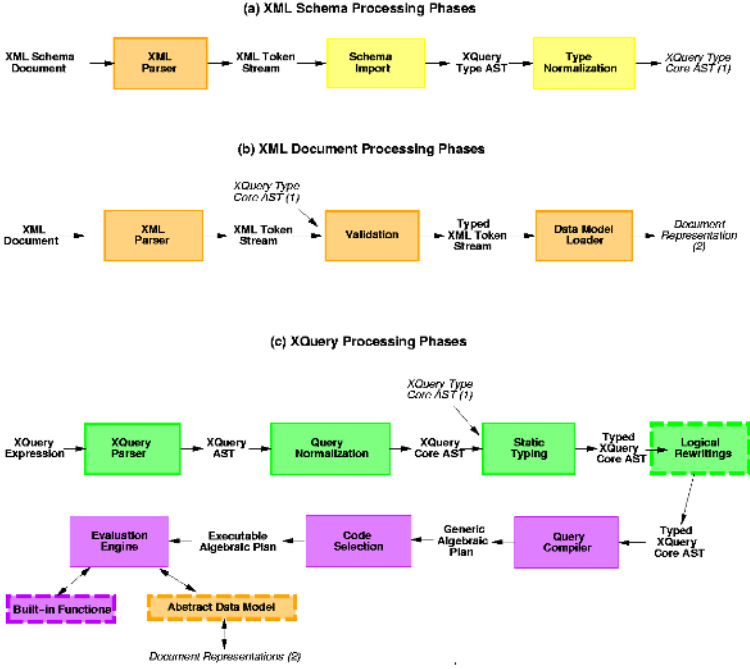 (a) XML Schema Processing Phases
XML Schema
Document
XML
Parser
XML Token
Stream
Schema
Import
XQuery
Type AST
Type
Normalization
XQuery Type
Core AST (1)
(b) XML Document Processing Phases
XQuery Type
Core AST (1)
XML
Document
XML
Parser
XML Token
Stream
Validation
Typed
XML Token
Stream
Data Model
Loader
Document
Representation
(2)
(c) XQuery Processing Phases
XQuery Type
Core AST (1)
XQuery
Expression
XQuery
Parser
XQuery
AST
Query
Normalization
XQuery
Core AST
Static
Typing
Typed
XQuery
Core AST
Logical
Rewritings
Evaluation
Engine
Executable
Algebraic Plan
Code
Selection
Generic
Algebraic
Plan
Query
Compiler
Typed
XQuery
Core AST
Built-in Functions
Abstract Data Model
Document Representations (2)